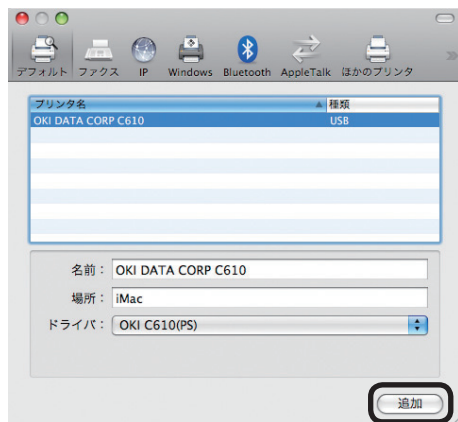 デフォルト ファクス IP Windows Bluetooth AppleTalk ほかのプリンタ
プリンタ名 種類
OKI DATA CORP C610 USB
名前： OKI DATA CORP C610
場所： iMac
ドライバ： OKI C610(PS)
追加